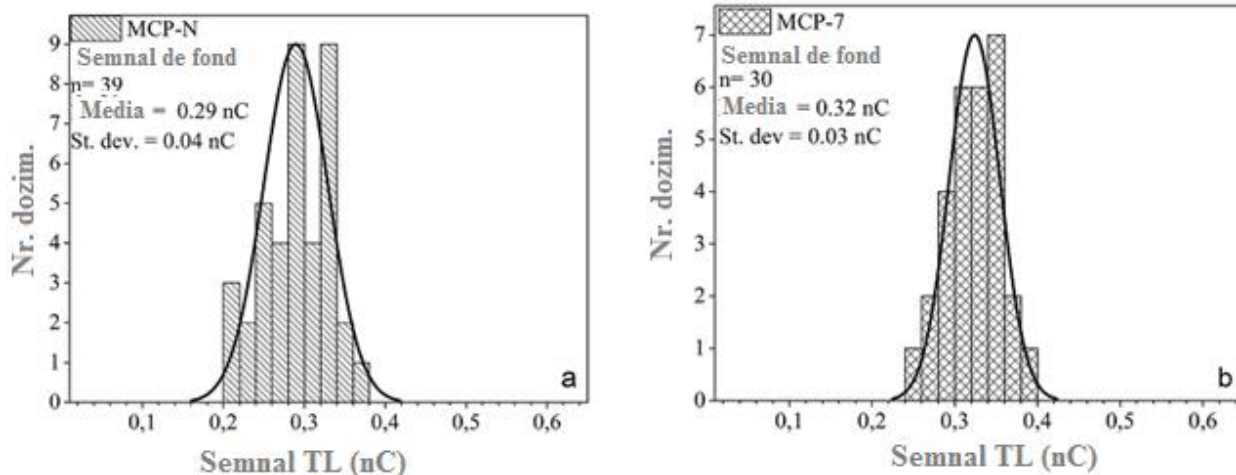 MCP-N
Semnal de fond
n= 39
Media = 0.29 nC
St. dev. = 0.04 nC
Nr. dozim.
9
8
7
6
5
4
3
2
1
0
a
0,1 0,2 0,3 0,4 0,5 0,6
Semnal TL (nC)
MCP-7
Semnal de fond
n= 30
Media = 0.32 nC
St. dev = 0.03 nC
Nr. dozim.
7
6
5
4
3
2
1
0
b
0,1 0,2 0,3 0,4 0,5 0,6
Semnal TL (nC)